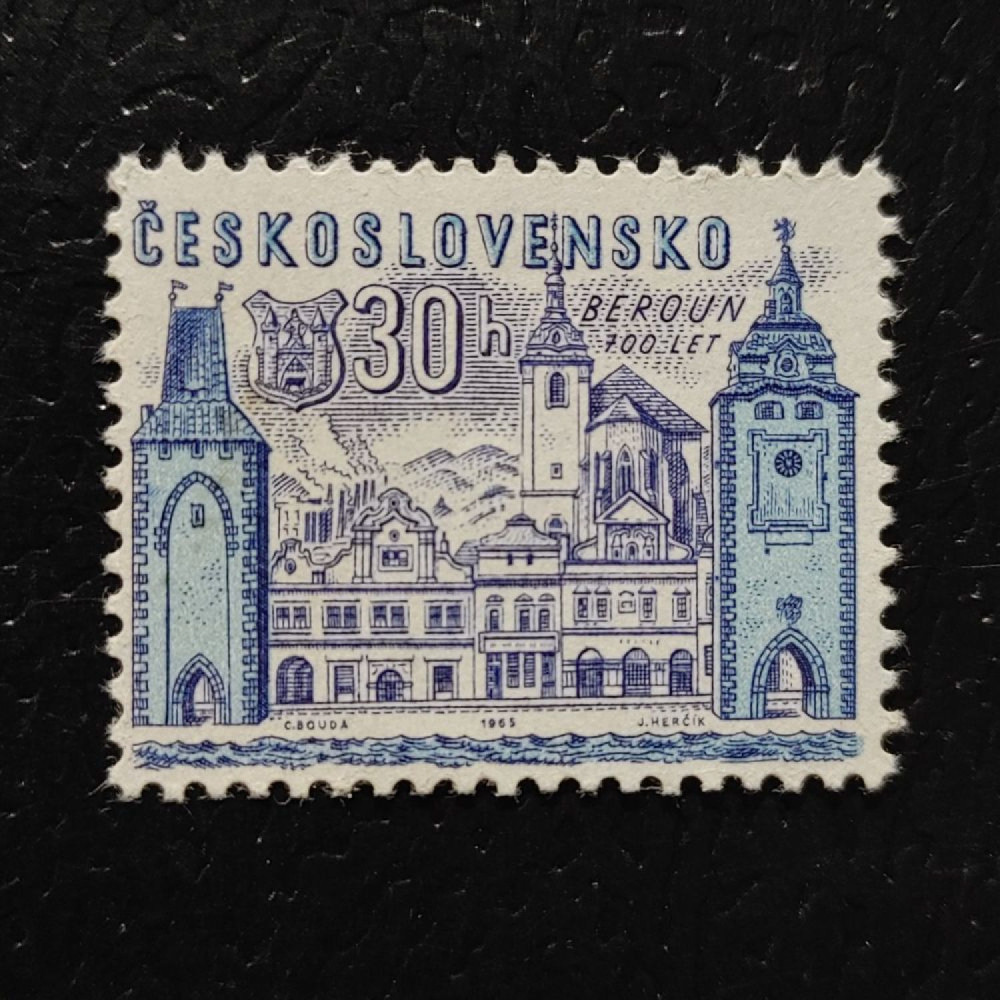 ČESKOSLOVENSKO
30h
BEROUN
700 LET
C.BOUDA 1965 J.HERČÍK